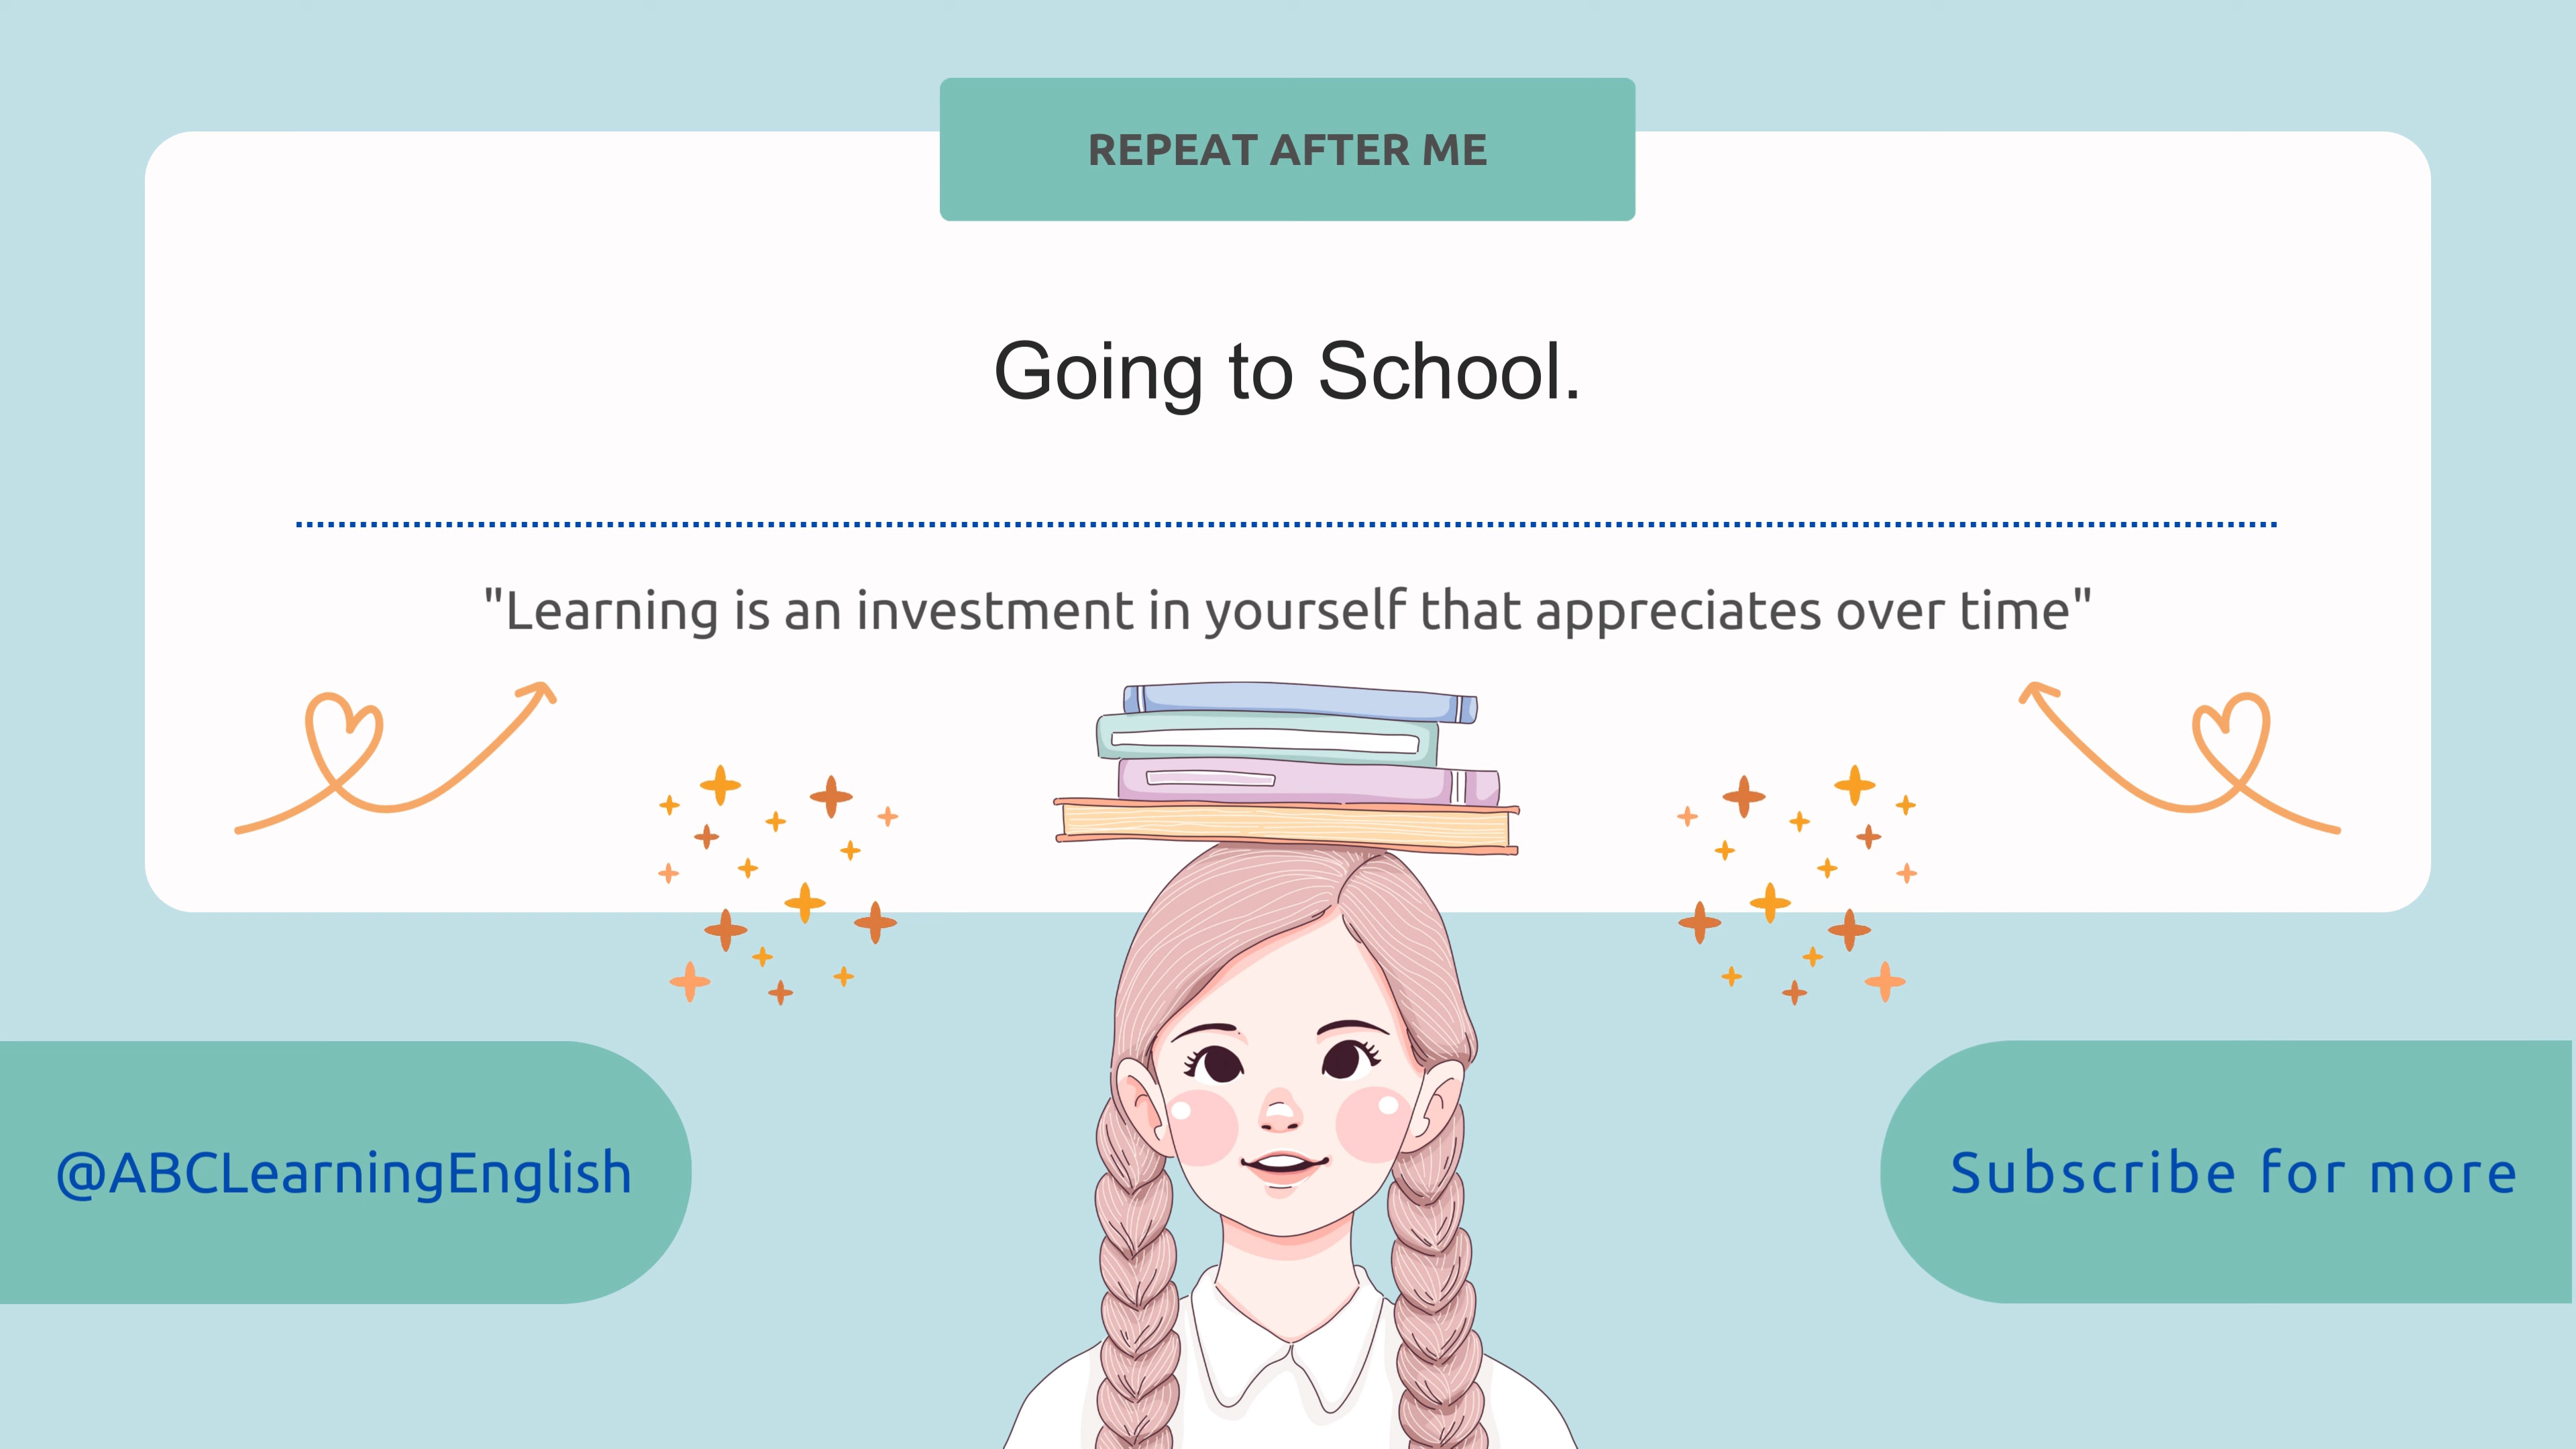 REPEAT AFTER ME
Going to School.
"Learning is an investment in yourself that appreciates over time"
@ABCLearningEnglish
Subscribe for more